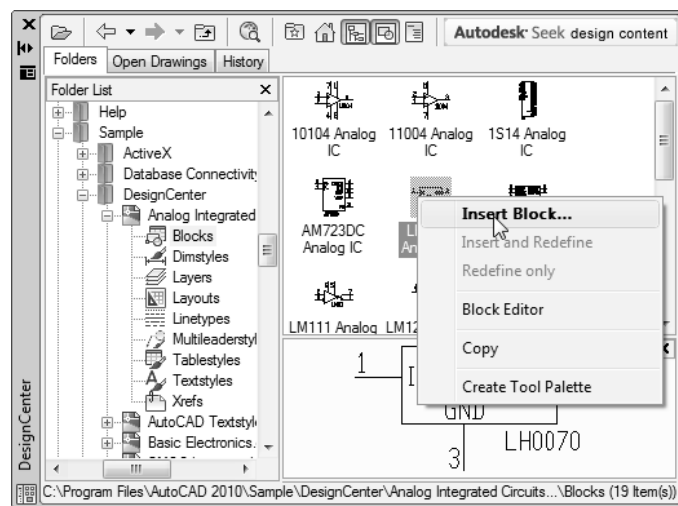 Autodesk Seek design content
Folders Open Drawings History
Folder List
Help
Sample
ActiveX
Database Connectivit
DesignCenter
Analog Integrated
Blocks
Dimstyles
Layers
Layouts
Linetypes
Multileaderstyl
Tablestyles
Textstyles
Xrefs
AutoCAD Textstyl
Basic Electronics.
10104 Analog IC
11004 Analog IC
1S14 Analog IC
AM723DC Analog IC
LM111 Analog
Insert Block...
Insert and Redefine
Redefine only
Block Editor
Copy
Create Tool Palette
1
GND
3
LH0070
DesignCenter
C:\Program Files\AutoCAD 2010\Sample\DesignCenter\Analog Integrated Circuits...\Blocks (19 Item(s))